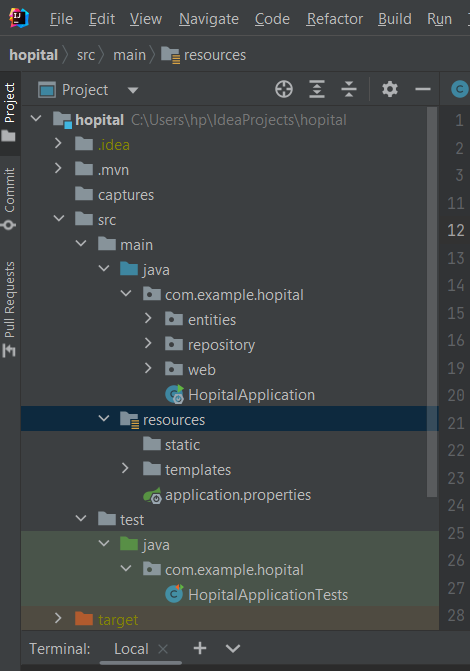 IJ File Edit View Navigate Code Refactor Build Run
hopital src main resources
Project
Project
Commit
Pull Requests
hopital C:\Users\hp\IdeaProjects\hopital
.idea
.mvn
captures
src
main
java
com.example.hopital
entities
repository
web
HopitalApplication
resources
static
templates
application.properties
test
java
com.example.hopital
HopitalApplicationTests
target
C
1
2
3
11
12
13
14
15
16
19
20
21
22
23
24
25
26
27
28
Terminal: Local